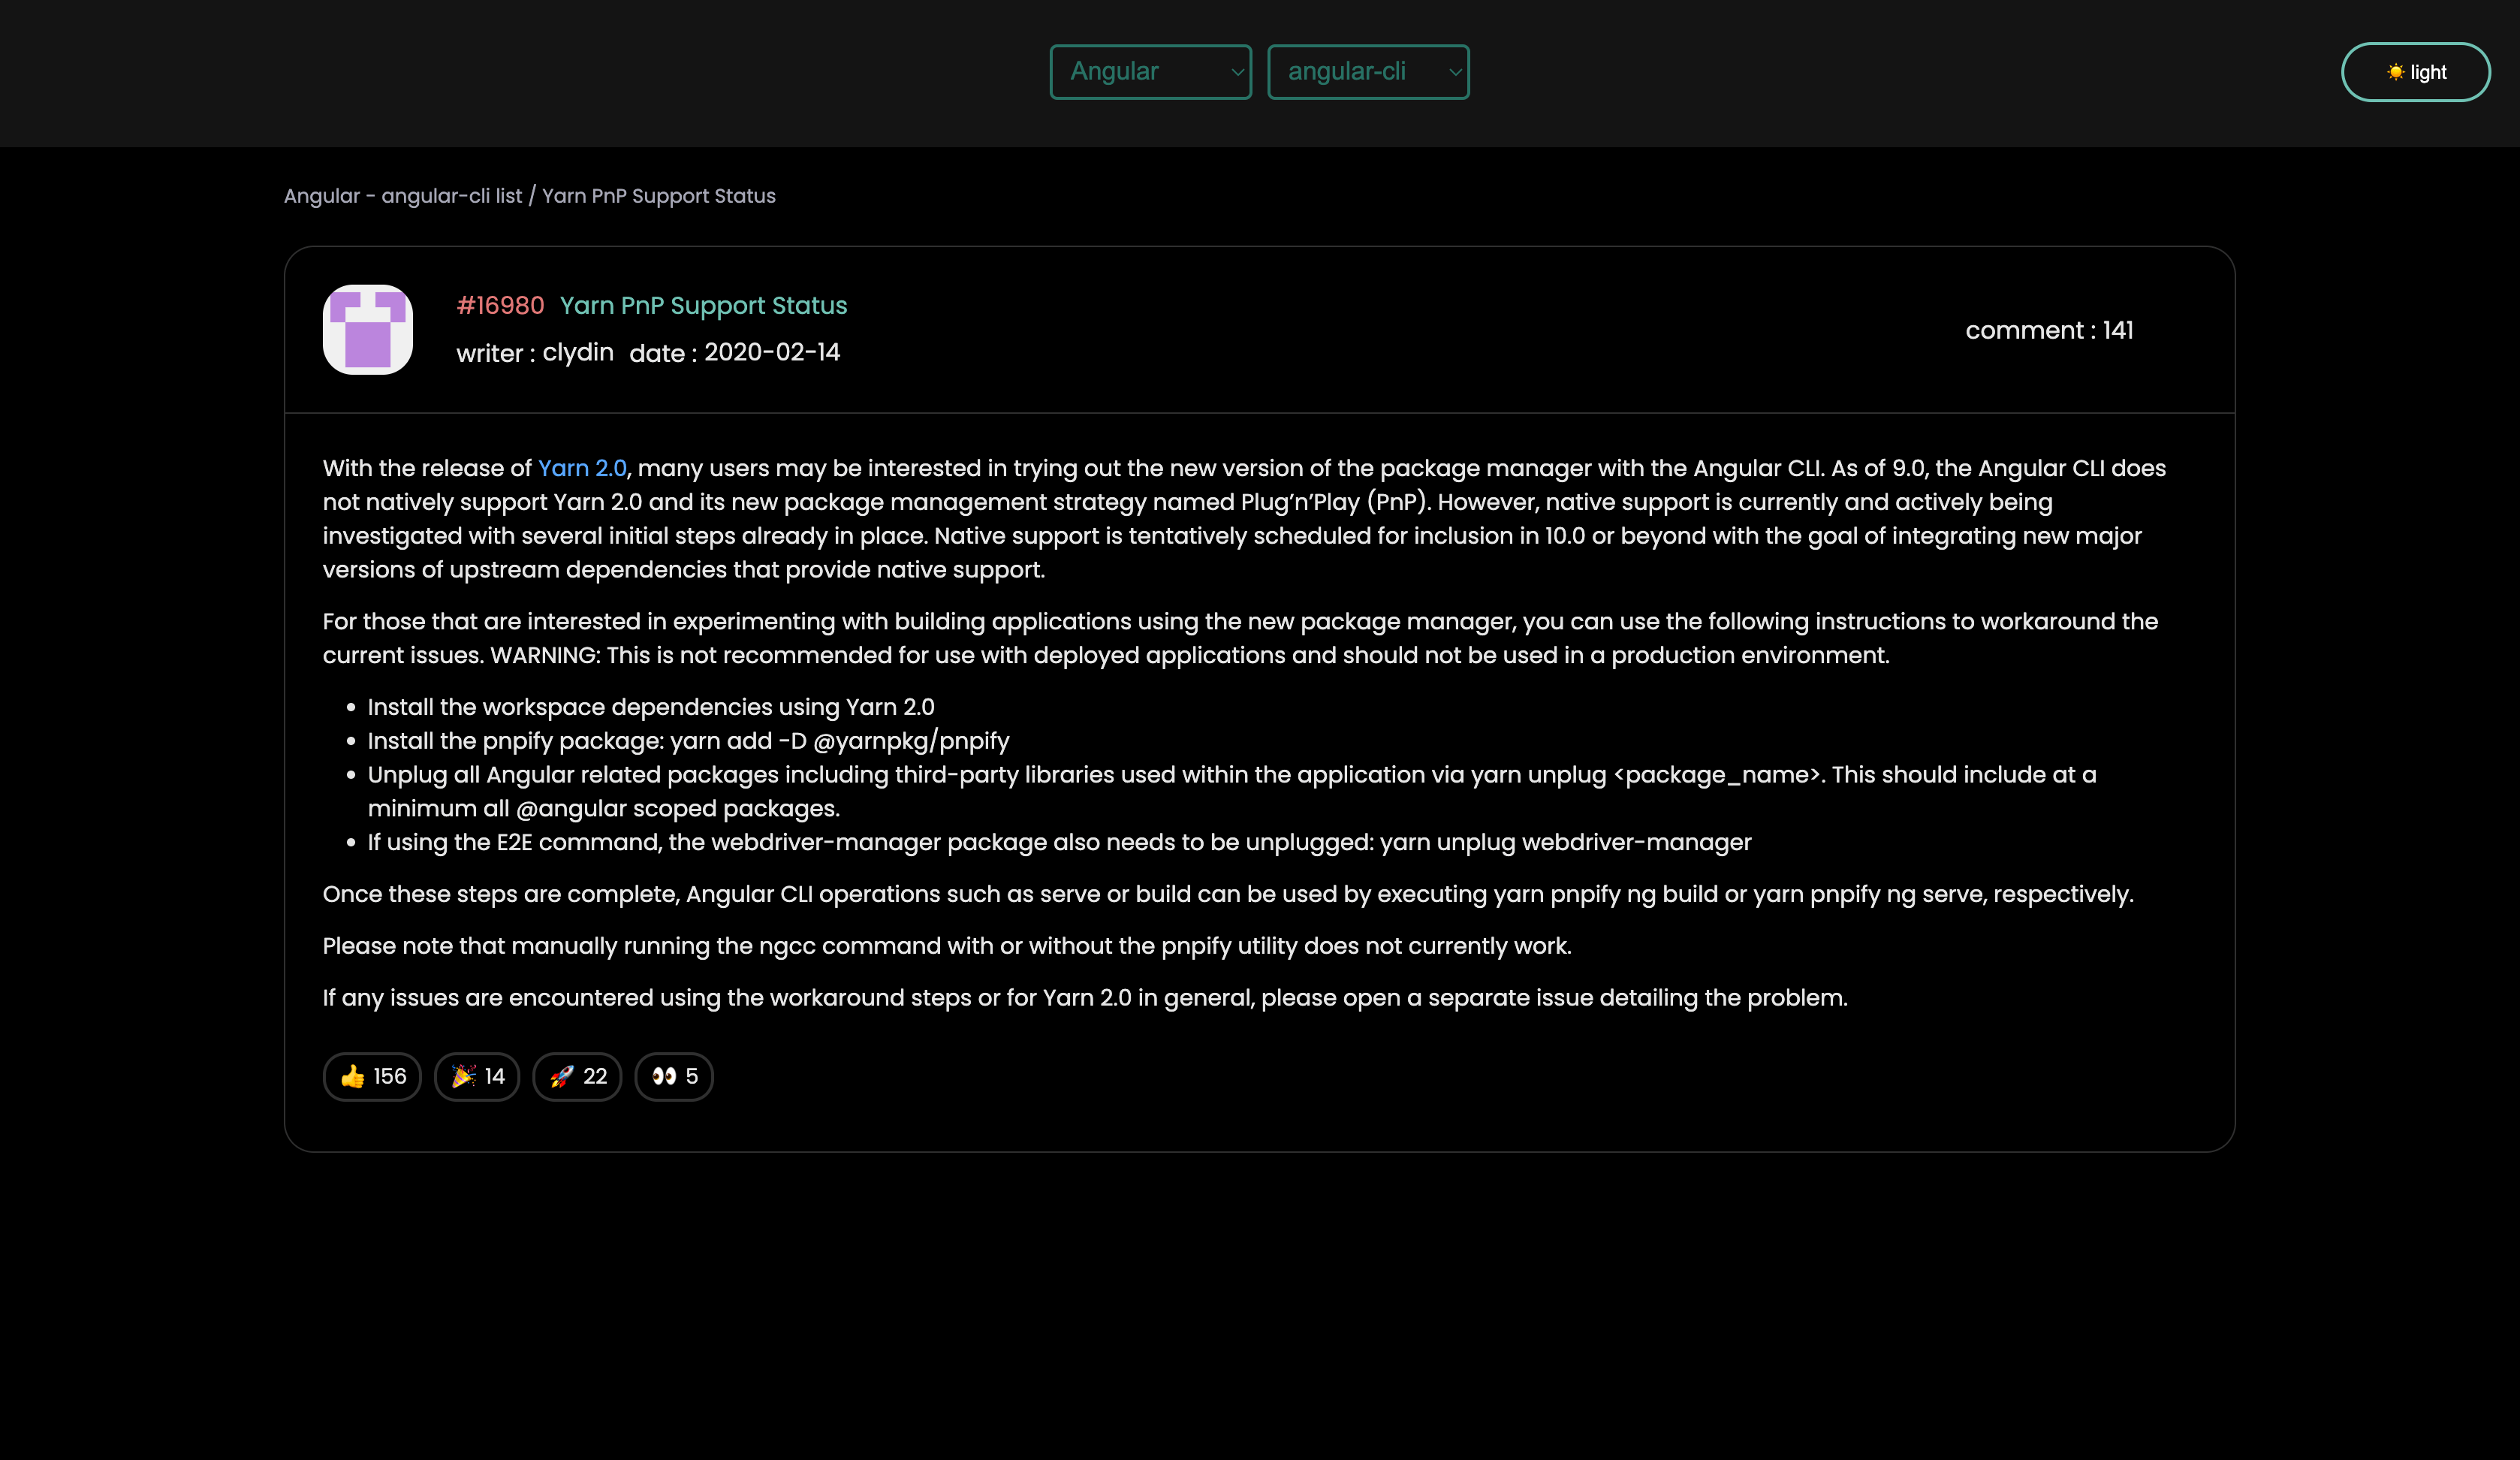 Angular
angular-cli
☀️ light
Angular - angular-cli list / Yarn PnP Support Status
#16980 Yarn PnP Support Status
writer : clydin date : 2020-02-14
comment : 141
With the release of Yarn 2.0, many users may be interested in trying out the new version of the package manager with the Angular CLI. As of 9.0, the Angular CLI does
not natively support Yarn 2.0 and its new package management strategy named Plug’n’Play (PnP). However, native support is currently and actively being
investigated with several initial steps already in place. Native support is tentatively scheduled for inclusion in 10.0 or beyond with the goal of integrating new major
versions of upstream dependencies that provide native support.
For those that are interested in experimenting with building applications using the new package manager, you can use the following instructions to workaround the
current issues. WARNING: This is not recommended for use with deployed applications and should not be used in a production environment.
• Install the workspace dependencies using Yarn 2.0
• Install the pnpify package: yarn add -D @yarnpkg/pnpify
• Unplug all Angular related packages including third-party libraries used within the application via yarn unplug <package_name>. This should include at a
minimum all @angular scoped packages.
• If using the E2E command, the webdriver-manager package also needs to be unplugged: yarn unplug webdriver-manager
Once these steps are complete, Angular CLI operations such as serve or build can be used by executing yarn pnpify ng build or yarn pnpify ng serve, respectively.
Please note that manually running the ngcc command with or without the pnpify utility does not currently work.
If any issues are encountered using the workaround steps or for Yarn 2.0 in general, please open a separate issue detailing the problem.
👍 156 🎉 14 🚀 22 👀 5